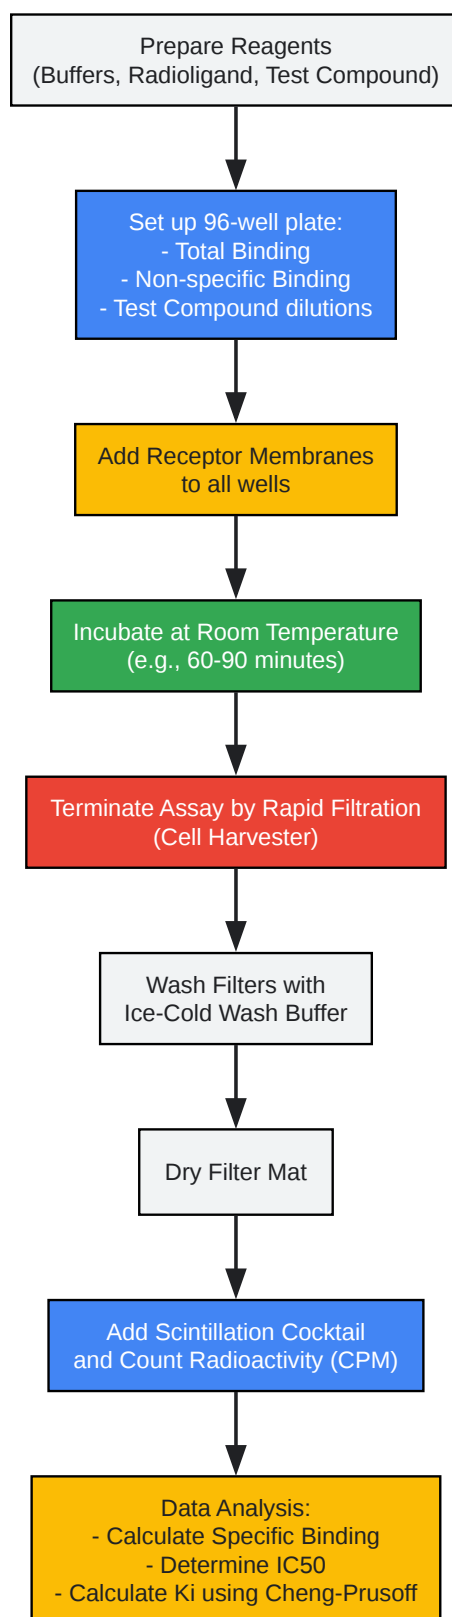 Prepare Reagents
(Buffers, Radioligand, Test Compound)
Set up 96-well plate:
- Total Binding
- Non-specific Binding
- Test Compound dilutions
Add Receptor Membranes
to all wells
Incubate at Room Temperature
(e.g., 60-90 minutes)
Terminate Assay by Rapid Filtration
(Cell Harvester)
Wash Filters with
Ice-Cold Wash Buffer
Dry Filter Mat
Add Scintillation Cocktail
and Count Radioactivity (CPM)
Data Analysis:
- Calculate Specific Binding
- Determine IC50
- Calculate Ki using Cheng-Prusoff